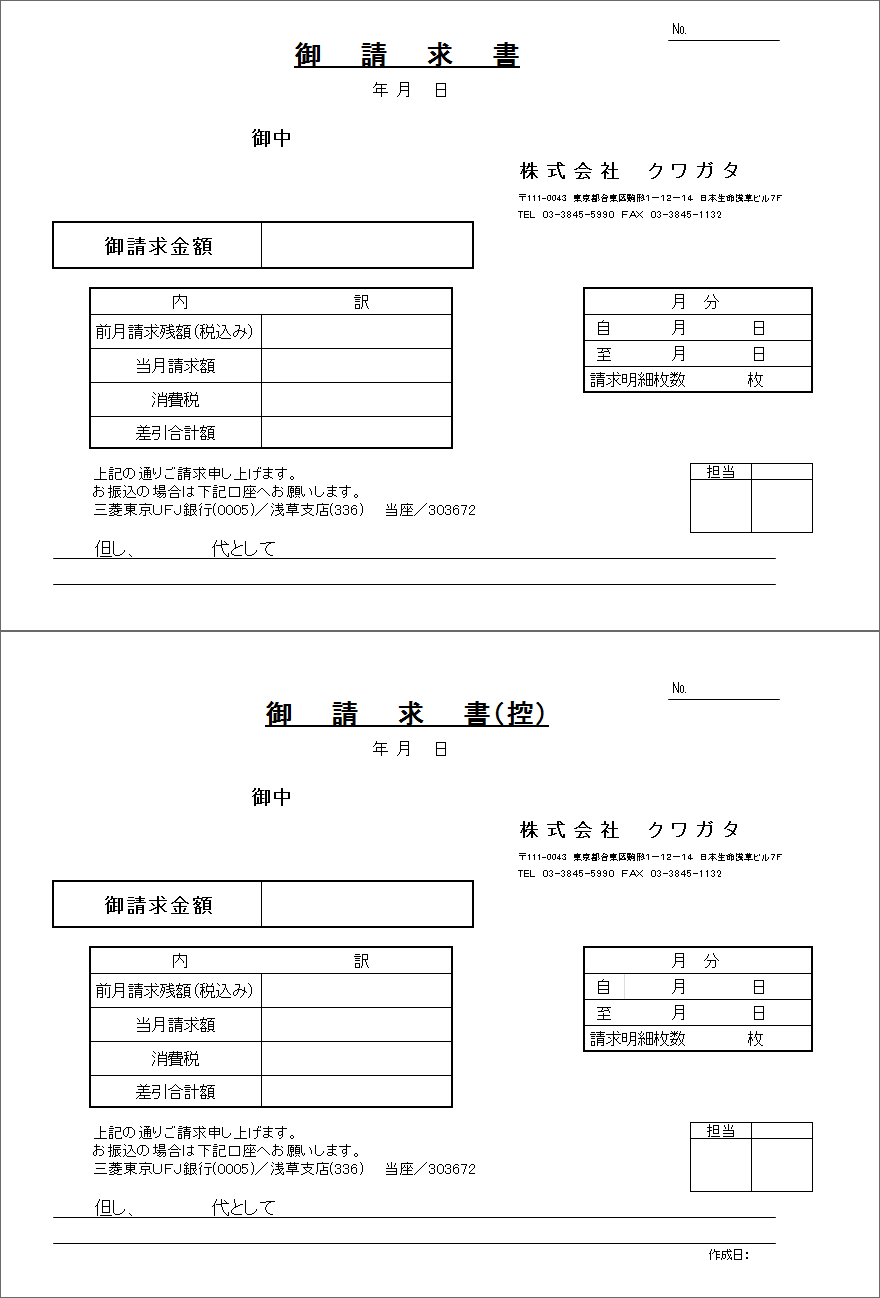 No.
御 請 求 書
年 月 日
御中
株式会社 クワガタ
〒111-0043 東京都台東区駒形1-12-14 日本生命浅草ビル7F
TEL 03-3845-5990 FAX 03-3845-1132
御請求金額
内 訳
前月請求残額(税込み)
当月請求額
消費税
差引合計額
月 分
自 月 日
至 月 日
請求明細枚数 枚
上記の通りご請求申し上げます。
お振込の場合は下記口座へお願いします。
三菱東京UFJ銀行(0005)/浅草支店(336) 当座/303672
担当
但し、 代として
No.
御 請 求 書(控)
年 月 日
御中
株式会社 クワガタ
〒111-0043 東京都台東区駒形1-12-14 日本生命浅草ビル7F
TEL 03-3845-5990 FAX 03-3845-1132
御請求金額
内 訳
前月請求残額(税込み)
当月請求額
消費税
差引合計額
月 分
自 月 日
至 月 日
請求明細枚数 枚
上記の通りご請求申し上げます。
お振込の場合は下記口座へお願いします。
三菱東京UFJ銀行(0005)/浅草支店(336) 当座/303672
担当
但し、 代として
作成日: